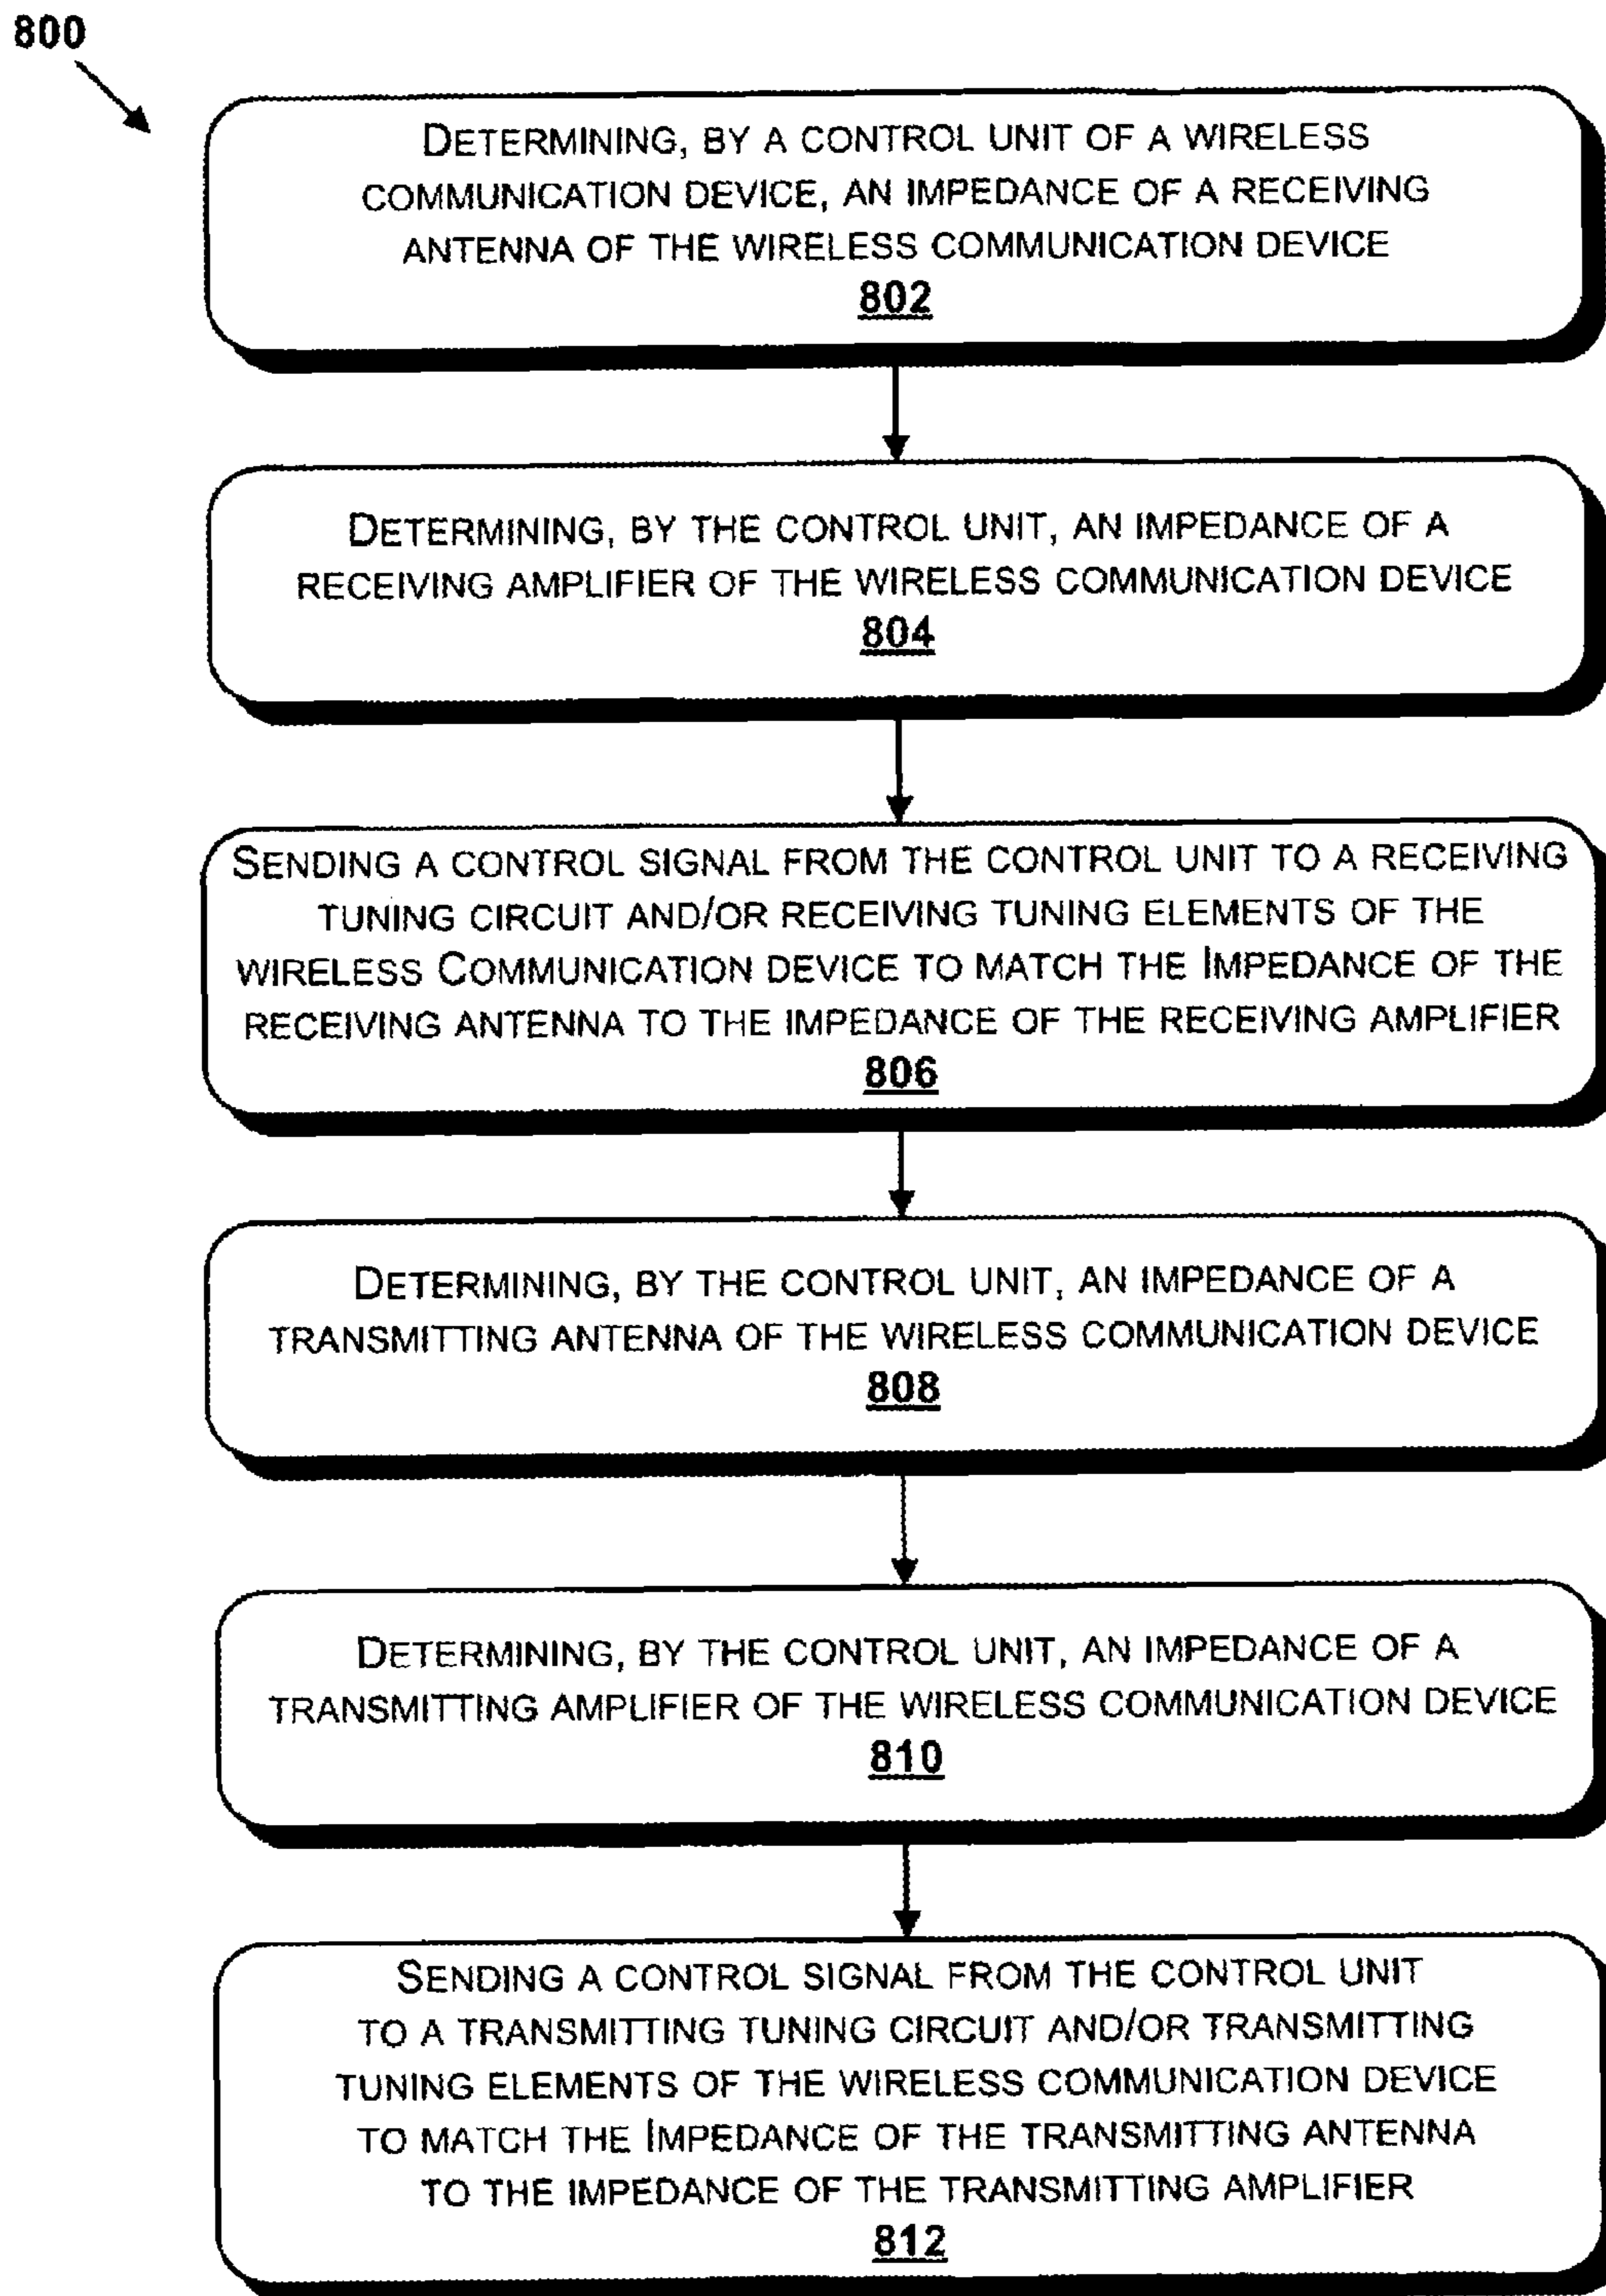 800
DETERMINING, BY A CONTROL UNIT OF A WIRELESS
COMMUNICATION DEVICE, AN IMPEDANCE OF A RECEIVING
ANTENNA OF THE WIRELESS COMMUNICATION DEVICE
802
DETERMINING, BY THE CONTROL UNIT, AN IMPEDANCE OF A
RECEIVING AMPLIFIER OF THE WIRELESS COMMUNICATION DEVICE
804
SENDING A CONTROL SIGNAL FROM THE CONTROL UNIT TO A RECEIVING
TUNING CIRCUIT AND/OR RECEIVING TUNING ELEMENTS OF THE
WIRELESS COMMUNICATION DEVICE TO MATCH THE IMPEDANCE OF THE
RECEIVING ANTENNA TO THE IMPEDANCE OF THE RECEIVING AMPLIFIER
806
DETERMINING, BY THE CONTROL UNIT, AN IMPEDANCE OF A
TRANSMITTING ANTENNA OF THE WIRELESS COMMUNICATION DEVICE
808
DETERMINING, BY THE CONTROL UNIT, AN IMPEDANCE OF A
TRANSMITTING AMPLIFIER OF THE WIRELESS COMMUNICATION DEVICE
810
SENDING A CONTROL SIGNAL FROM THE CONTROL UNIT
TO A TRANSMITTING TUNING CIRCUIT AND/OR TRANSMITTING
TUNING ELEMENTS OF THE WIRELESS COMMUNICATION DEVICE
TO MATCH THE IMPEDANCE OF THE TRANSMITTING ANTENNA
TO THE IMPEDANCE OF THE TRANSMITTING AMPLIFIER
812